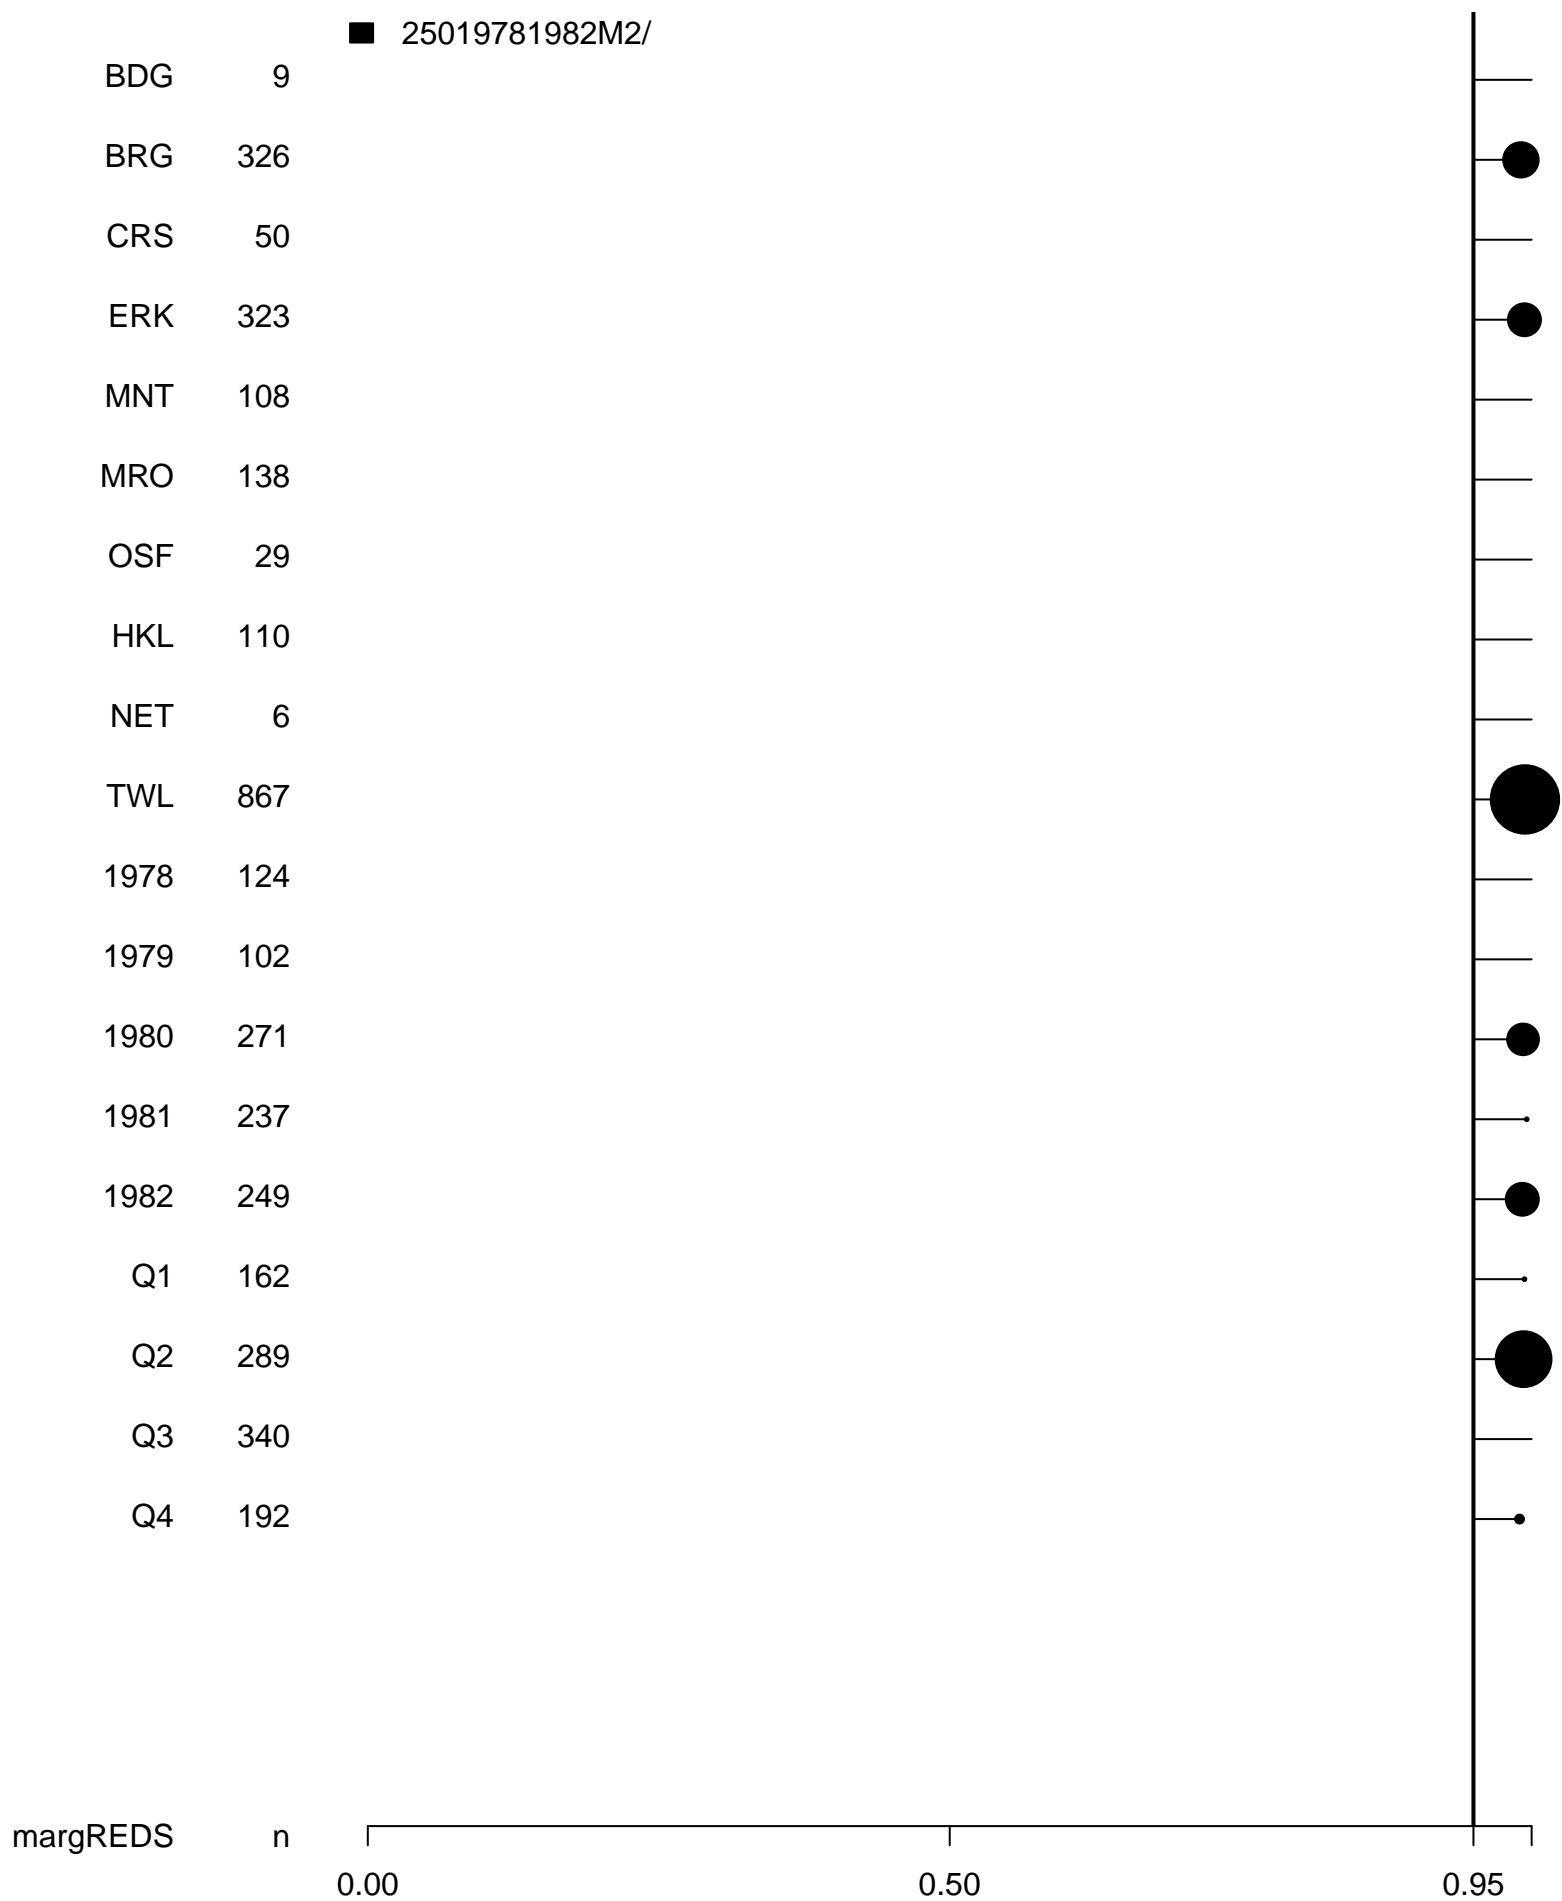 25019781982M2/
BDG 9
BRG 326
CRS 50
ERK 323
MNT 108
MRO 138
OSF 29
HKL 110
NET 6
TWL 867
1978 124
1979 102
1980 271
1981 237
1982 249
Q1 162
Q2 289
Q3 340
Q4 192
margREDS n
0.00 0.50 0.95